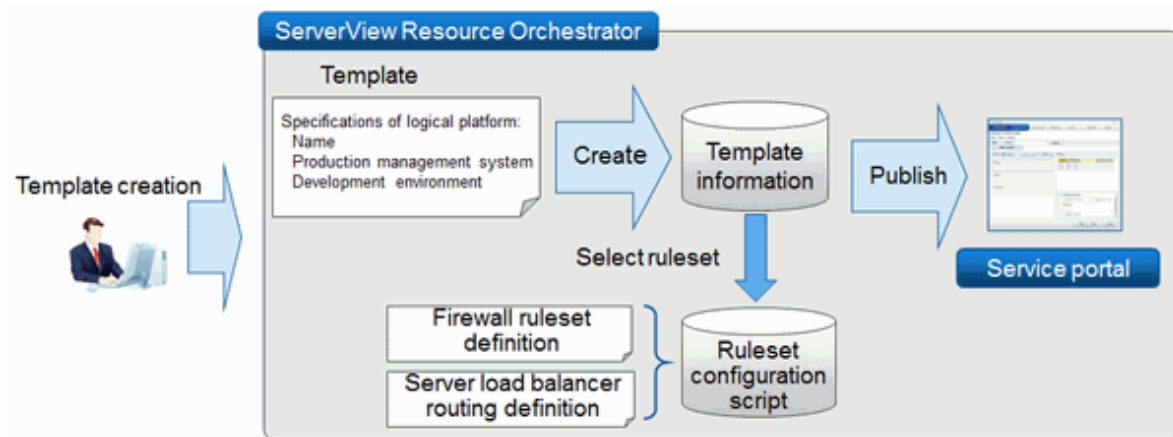 ServerView Resource Orchestrator
Template
Specifications of logical platform:
Name
Production management system
Development environment
Template creation
Create
Template
information
Publish
Service portal
Select ruleset
Firewall ruleset
definition
Server load balancer
routing definition
Ruleset
configuration
script